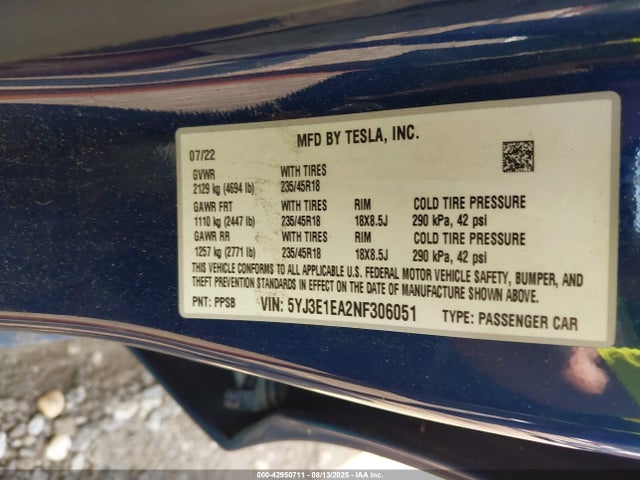 MFD BY TESLA, INC.
07/22
GVWR WITH TIRES
2129 kg (4694 lb) 235/45R18
GAWR FRT WITH TIRES RIM COLD TIRE PRESSURE
1110 kg (2447 lb) 235/45R18 18X8.5J 290 kPa, 42 psi
GAWR RR WITH TIRES RIM COLD TIRE PRESSURE
1257 kg (2771 lb) 235/45R18 18X8.5J 290 kPa, 42 psi
THIS VEHICLE CONFORMS TO ALL APPLICABLE U.S. FEDERAL MOTOR VEHICLE SAFETY, BUMPER, AND
THEFT PREVENTION STANDARDS IN EFFECT ON THE DATE OF MANUFACTURE SHOWN ABOVE.
PNT: PPSB VIN: 5YJ3E1EA2NF306051 TYPE: PASSENGER CAR
000-42950711 - 08/13/2025 - IAA Corp.